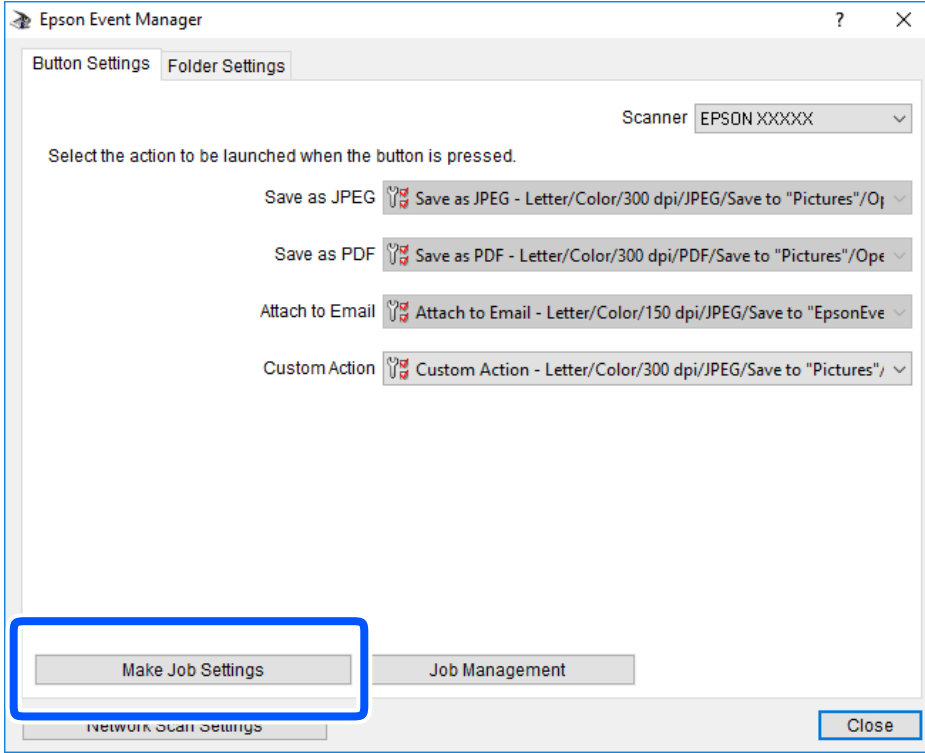 Epson Event Manager
Button Settings Folder Settings
Scanner EPSON XXXXX
Select the action to be launched when the button is pressed.
Save as JPEG Save as JPEG - Letter/Color/300 dpi/JPEG/Save to "Pictures"/Op
Save as PDF Save as PDF - Letter/Color/300 dpi/PDF/Save to "Pictures"/Ope
Attach to Email Attach to Email - Letter/Color/150 dpi/JPEG/Save to "EpsonEve
Custom Action Custom Action - Letter/Color/300 dpi/JPEG/Save to "Pictures"/
Make Job Settings Job Management
Network Scan Settings Close